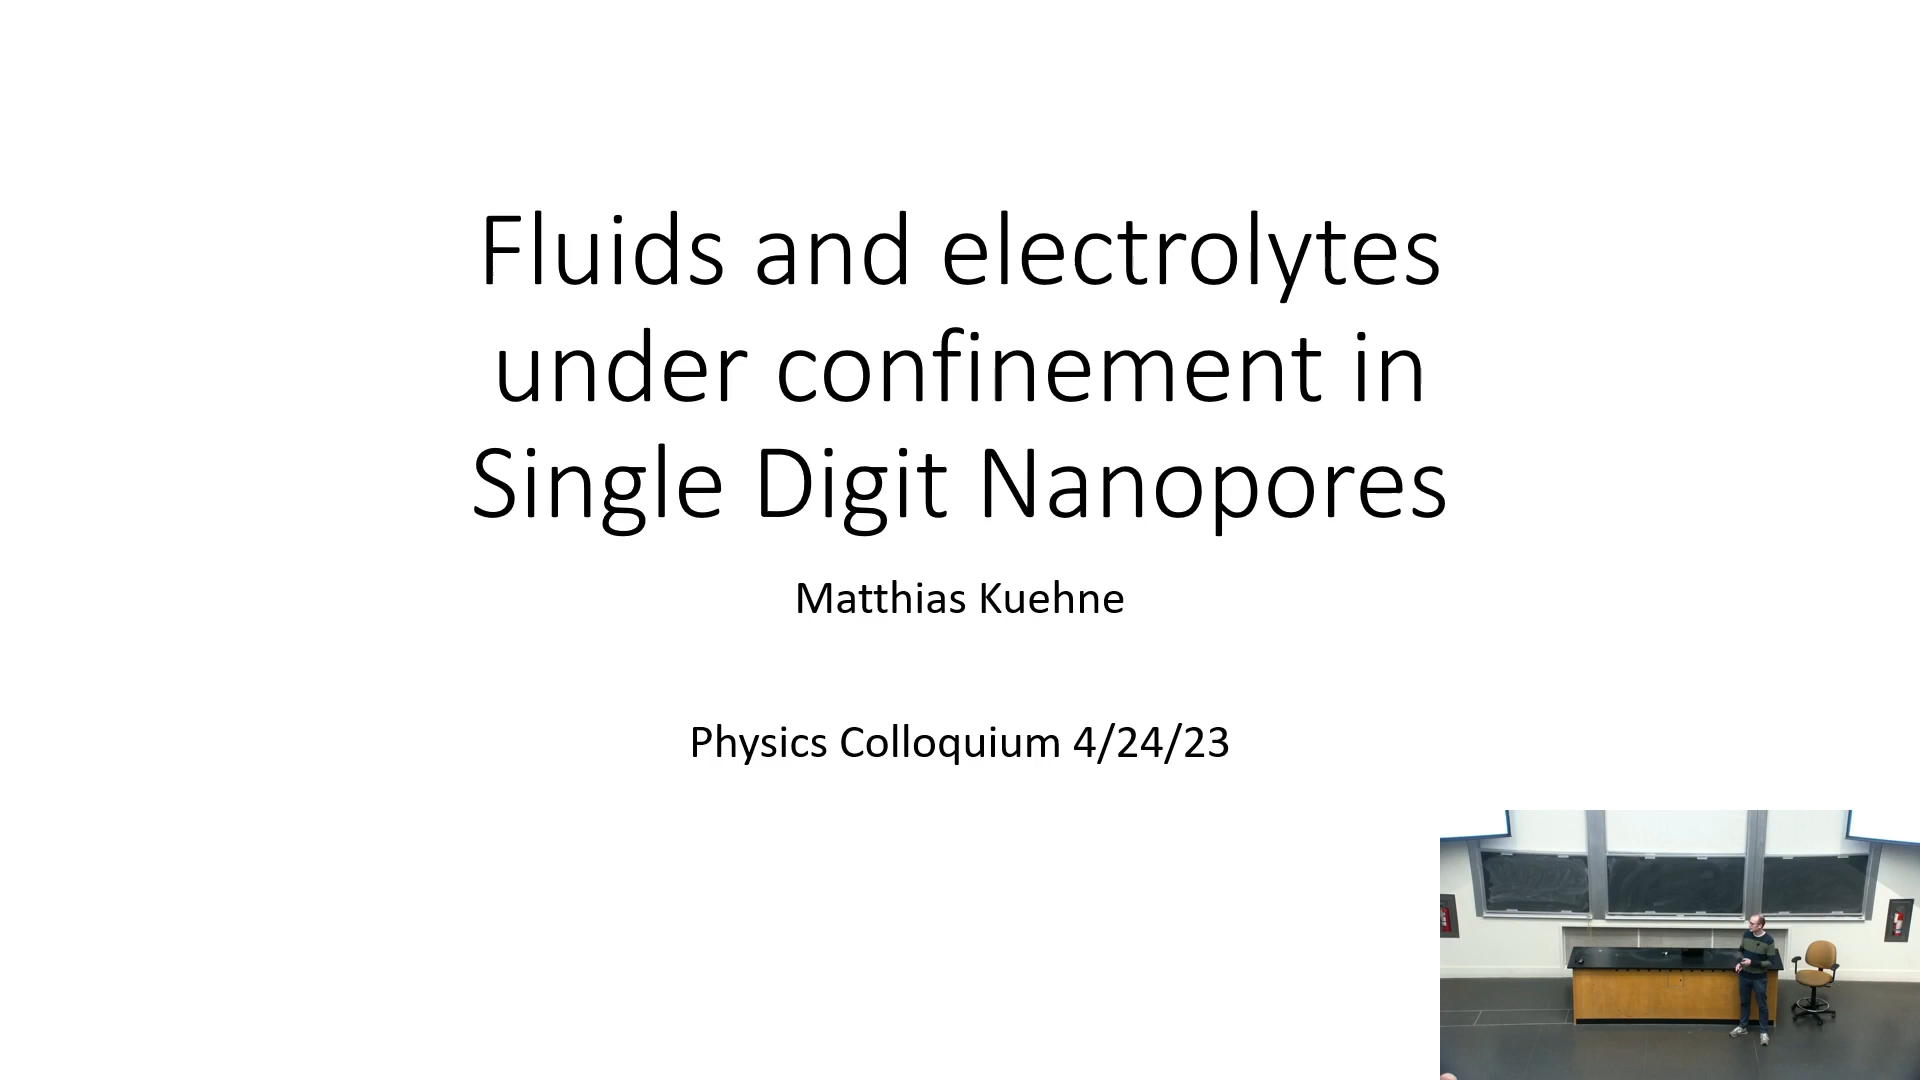 Fluids and electrolytes
under confinement in
Single Digit Nanopores
Matthias Kuehne
Physics Colloquium 4/24/23